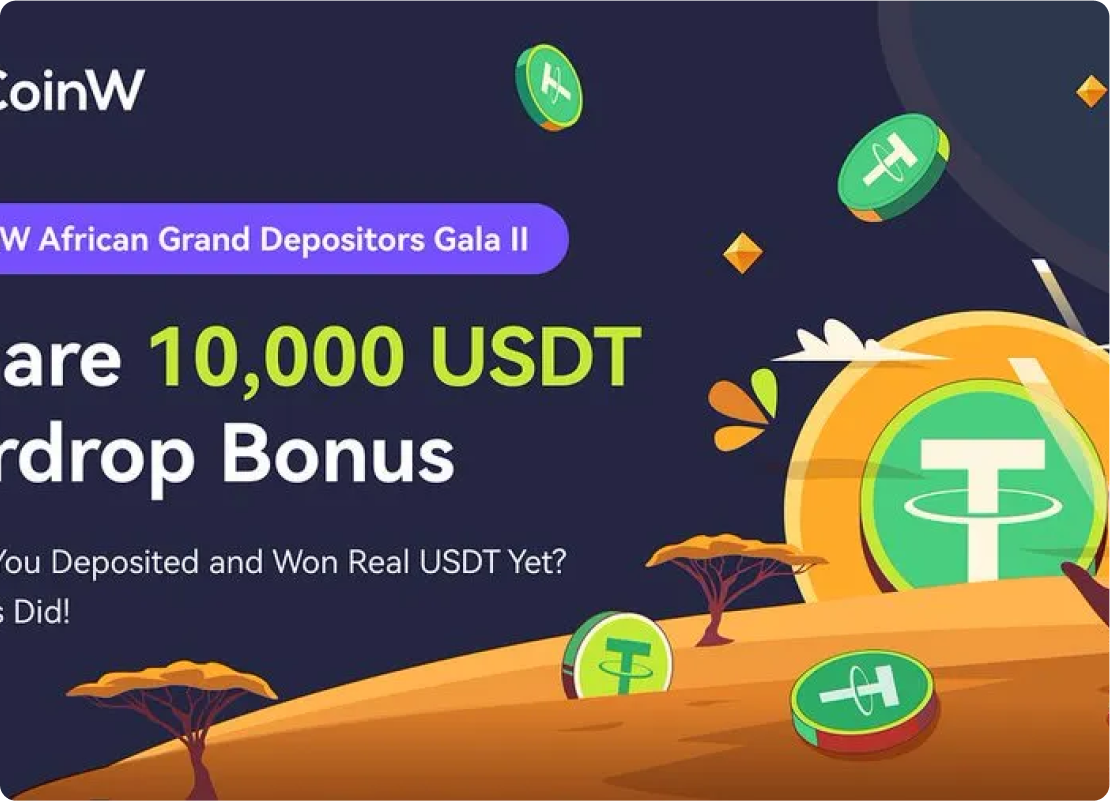 CoinW
W African Grand Depositors Gala II
are 10,000 USDT
rdrop Bonus
You Deposited and Won Real USDT Yet?
s Did!